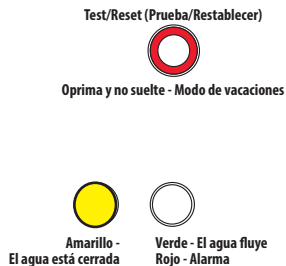 Test/Reset (Prueba/Restablecer)
Oprima y no suelte - Modo de vacaciones
Amarillo -
El agua está cerrada
Verde - El agua fluye
Rojo - Alarma